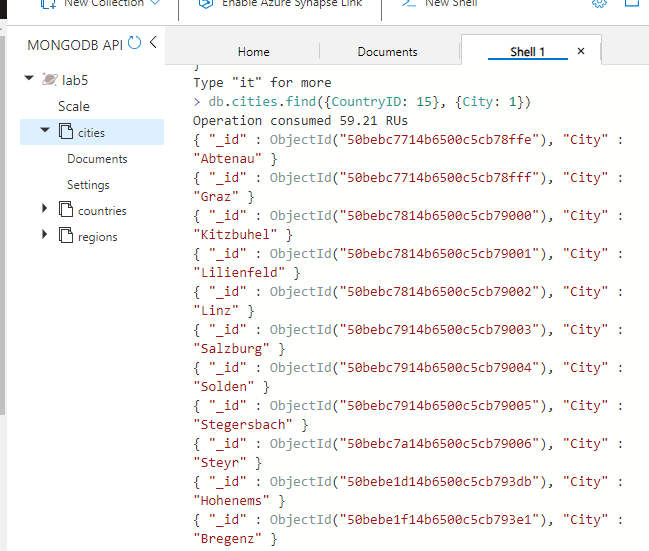 New Collection Enable Azure Synapse Link New Shell
MONGODB API
Home Documents Shell 1 ×
lab5
Scale
cities
Documents
Settings
countries
regions
}
Type "it" for more
> db.cities.find({CountryID: 15}, {City: 1})
Operation consumed 59.21 RUs
{ "_id" : ObjectId("50bebc7714b6500c5cb78ffe"), "City" :
"Abtenau" }
{ "_id" : ObjectId("50bebc7714b6500c5cb78fff"), "City" :
"Graz" }
{ "_id" : ObjectId("50bebc7814b6500c5cb79000"), "City" :
"Kitzbuhel" }
{ "_id" : ObjectId("50bebc7814b6500c5cb79001"), "City" :
"Lilienfeld" }
{ "_id" : ObjectId("50bebc7814b6500c5cb79002"), "City" :
"Linz" }
{ "_id" : ObjectId("50bebc7914b6500c5cb79003"), "City" :
"Salzburg" }
{ "_id" : ObjectId("50bebc7914b6500c5cb79004"), "City" :
"Solden" }
{ "_id" : ObjectId("50bebc7914b6500c5cb79005"), "City" :
"Stegersbach" }
{ "_id" : ObjectId("50bebc7a14b6500c5cb79006"), "City" :
"Steyr" }
{ "_id" : ObjectId("50bebe1d14b6500c5cb793db"), "City" :
"Hohenems" }
{ "_id" : ObjectId("50bebe1f14b6500c5cb793e1"), "City" :
"Bregenz" }